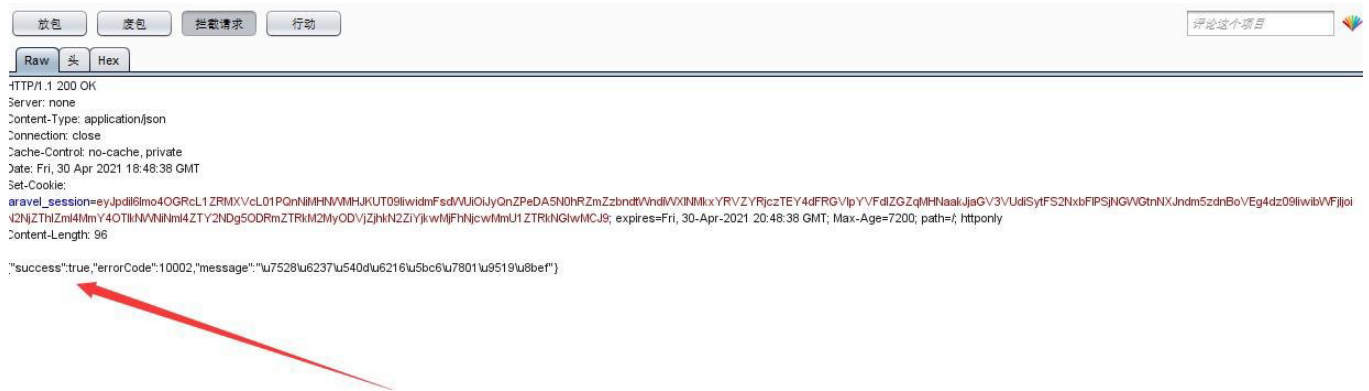 放包 废包 拦截请求 行动 评论这个项目
Raw 头 Hex
HTTP/1.1 200 OK
Server: none
Content-Type: application/json
Connection: close
Cache-Control: no-cache, private
Date: Fri, 30 Apr 2021 18:48:38 GMT
Set-Cookie:
expires=Fri, 30-Apr-2021 20:48:38 GMT; Max-Age=7200; path=/; httponly
Content-Length: 96
"success":true,"errorCode":10002,"message":"\u7528\u6237\u540d\u6216\u5bc6\u7801\u9519\u8bef"}